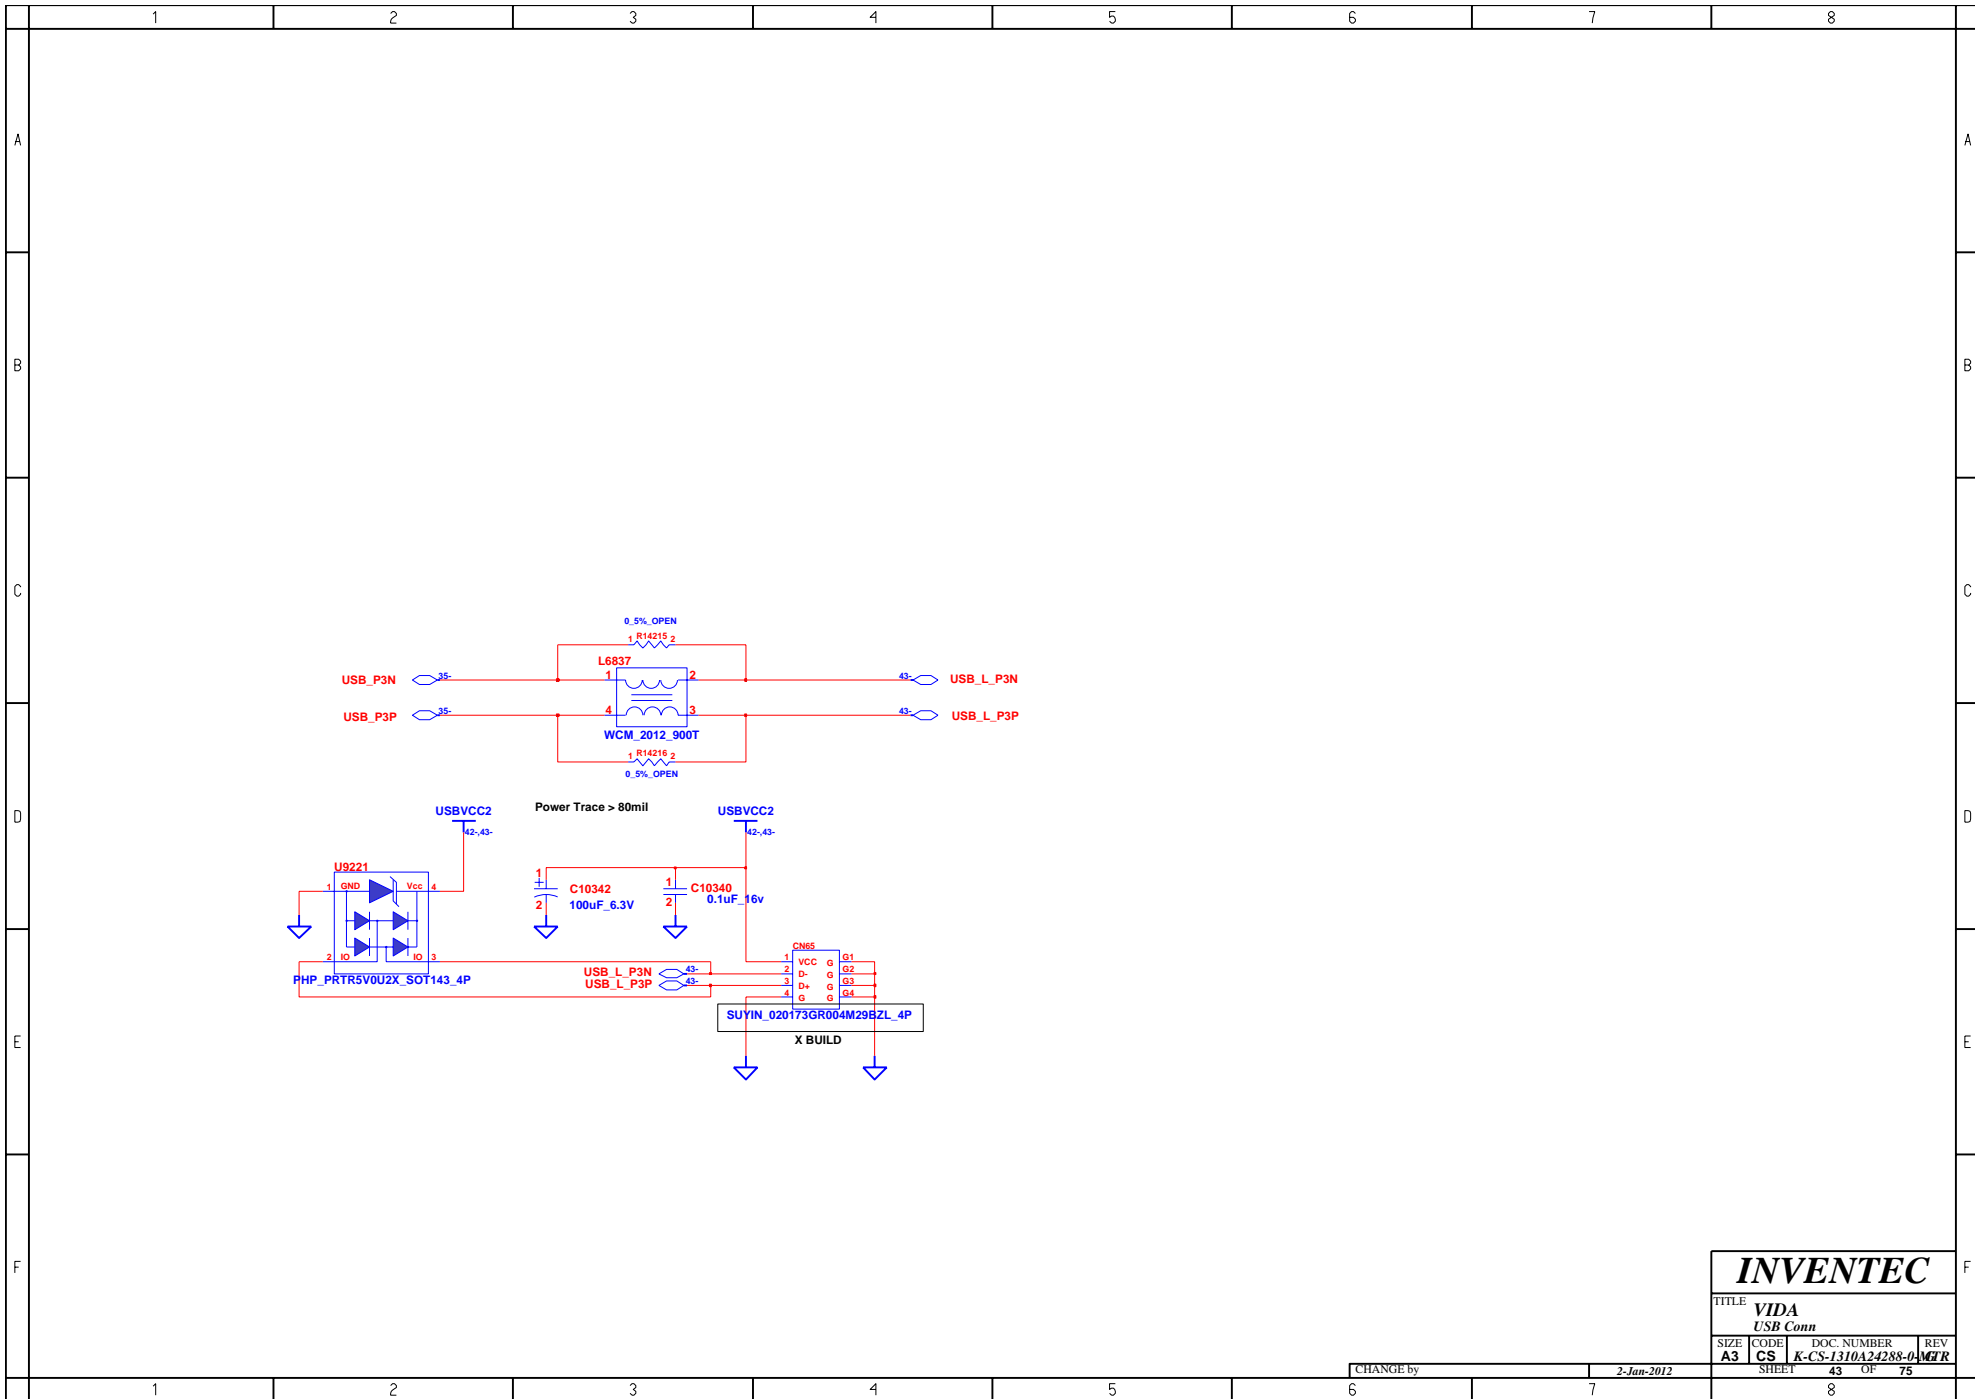 1 2 3 4 5 6 7 8
A A
B B
C C
0_5%_OPEN
1 R14215 2
L6837
USB_P3N 35- 1 2 43- USB_L_P3N
USB_P3P 35- 4 3 43- USB_L_P3P
WCM_2012_900T
1 R14216 2
0_5%_OPEN
D D
USBVCC2 Power Trace > 80mil USBVCC2
42-,43- 42-,43-
U9221
1 GND Vcc 4
2 IO IO 3
PHP_PRTR5V0U2X_SOT143_4P
1
+
C10342
2 100uF_6.3V
1
C10340
2 0.1uF_16v
CN65
1 VCC G G1
USB_L_P3N 43- 2 D- G G2
USB_L_P3P 43- 3 D+ G G3
4 G G G4
SUYIN_020173GR004M29BZL_4P
X BUILD
E E
F F
INVENTEC
TITLE VIDA
USB Conn
SIZE CODE DOC. NUMBER REV
A3 CS K-CS-1310A24288-0-MTR
CHANGE by 2-Jan-2012 SHEET 43 OF 75
1 2 3 4 5 6 7 8